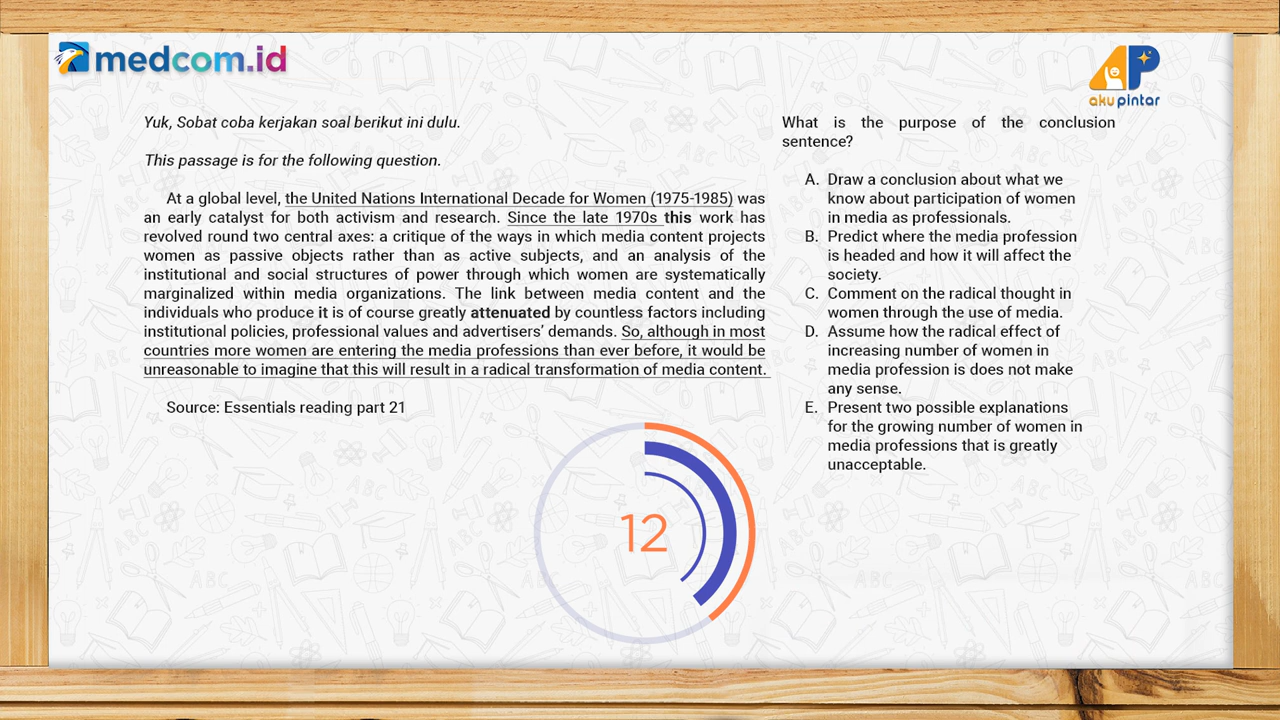 medcom.id
AP
aku pintar
Yuk, Sobat coba kerjakan soal berikut ini dulu.
This passage is for the following question.
At a global level, the United Nations International Decade for Women (1975-1985) was
an early catalyst for both activism and research. Since the late 1970s this work has
revolved round two central axes: a critique of the ways in which media content projects
women as passive objects rather than as active subjects, and an analysis of the
institutional and social structures of power through which women are systematically
marginalized within media organizations. The link between media content and the
individuals who produce it is of course greatly attenuated by countless factors including
institutional policies, professional values and advertisers' demands. So, although in most
countries more women are entering the media professions than ever before, it would be
unreasonable to imagine that this will result in a radical transformation of media content.
Source: Essentials reading part 21
What is the purpose of the conclusion
sentence?
A. Draw a conclusion about what we
know about participation of women
in media as professionals.
B. Predict where the media profession
is headed and how it will affect the
society.
C. Comment on the radical thought in
women through the use of media.
D. Assume how the radical effect of
increasing number of women in
media profession is does not make
any sense.
E. Present two possible explanations
for the growing number of women in
media professions that is greatly
unacceptable.
12